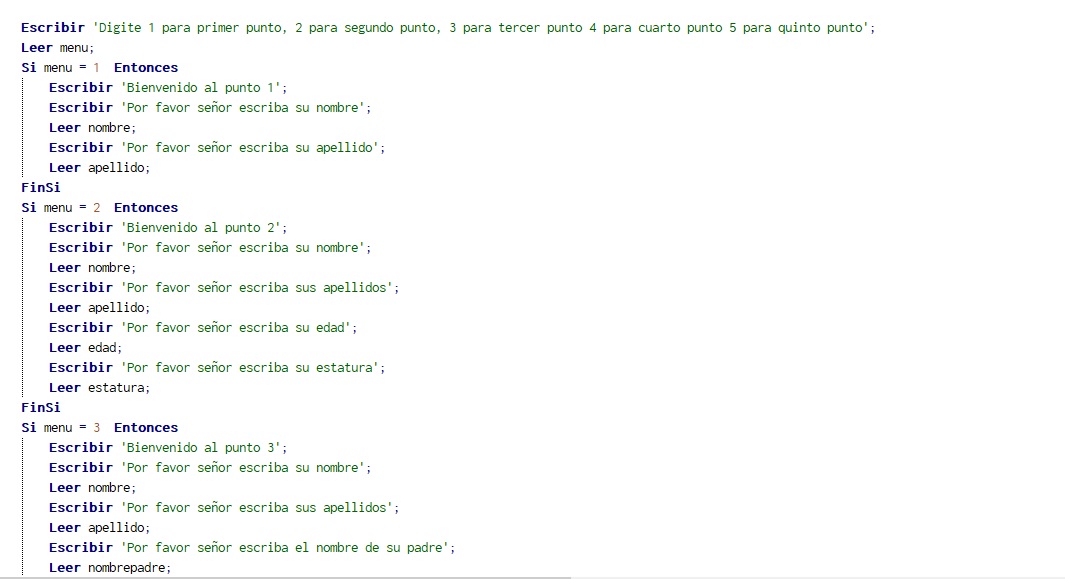 Escribir 'Digite 1 para primer punto, 2 para segundo punto, 3 para tercer punto 4 para cuarto punto 5 para quinto punto';
Leer menu;
Si menu = 1 Entonces
Escribir 'Bienvenido al punto 1';
Escribir 'Por favor señor escriba su nombre';
Leer nombre;
Escribir 'Por favor señor escriba su apellido';
Leer apellido;
FinSi
Si menu = 2 Entonces
Escribir 'Bienvenido al punto 2';
Escribir 'Por favor señor escriba su nombre';
Leer nombre;
Escribir 'Por favor señor escriba sus apellidos';
Leer apellido;
Escribir 'Por favor señor escriba su edad';
Leer edad;
Escribir 'Por favor señor escriba su estatura';
Leer estatura;
FinSi
Si menu = 3 Entonces
Escribir 'Bienvenido al punto 3';
Escribir 'Por favor señor escriba su nombre';
Leer nombre;
Escribir 'Por favor señor escriba sus apellidos';
Leer apellido;
Escribir 'Por favor señor escriba el nombre de su padre';
Leer nombrepadre;